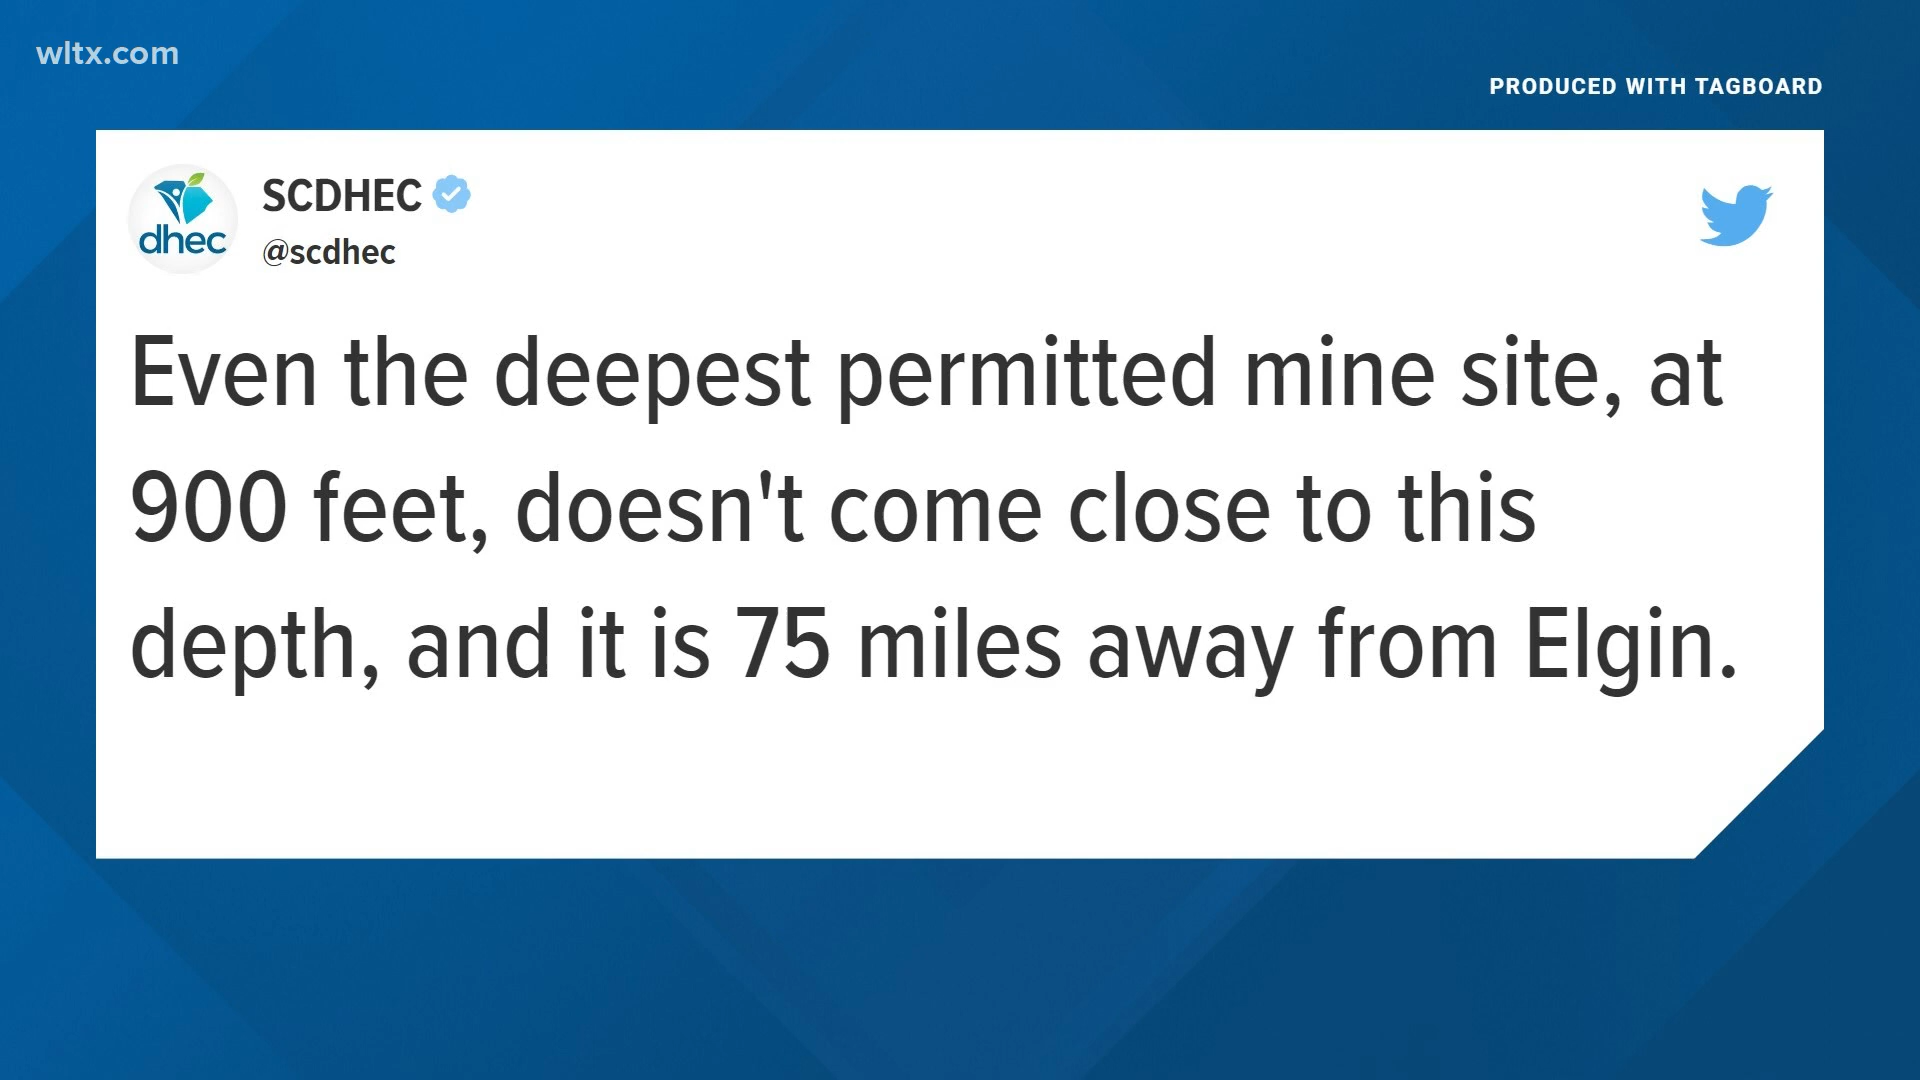 wltx.com
PRODUCED WITH TAGBOARD
dhec
SCDHEC
@scdhec
Even the deepest permitted mine site, at
900 feet, doesn't come close to this
depth, and it is 75 miles away from Elgin.